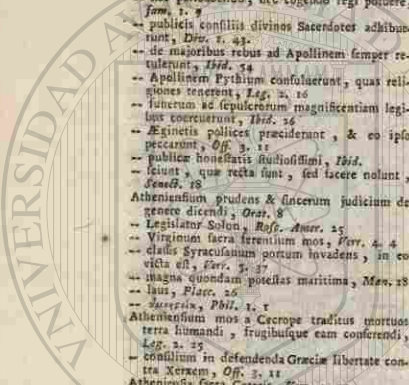 fam, 1. 9
-- publicis consiliis divinos Sacerdotes adhibue-
runt, Div. 1. 43.
-- de majoribus rebus ad Apollinem semper re-
tulerunt, Ibid. 54
-- Apollinem Pythium consuluerunt, quas reli-
giones tenerent, Leg. 2. 16
-- funerum ac sepulcrorum magnificentiam legi-
bus coercuerunt, Ibid. 26
-- Æginetis pollices præciderunt, & eo ipso
peccarunt, Off. 3. 11
-- publicæ honestatis studiosissimi, Ibid.
-- sciunt, quæ recta sunt, sed facere nolunt,
Senect. 18
Atheniensium prudens & sincerum judicium de
genere dicendi, Orat. 8
-- Legislator Solon, Rosc. Amer. 25
-- Virginum sacra ferentium mos, Verr. 4. 4
-- classis Syracusanum portum invadens, in eo
victa est, Verr. 5. 37
-- magna quondam potestas maritima, Man. 18
-- laus, Flacc. 26
-- Phil. 1. 1
Atheniensium mos a Cecrope traditus mortuos
terra humandi, frugibusque eam conserendi,
Leg. 2. 25
-- consilium in defendenda Græciæ libertate con-
tra Xerxem, Off. 3. 11
UNIVERSIDAD